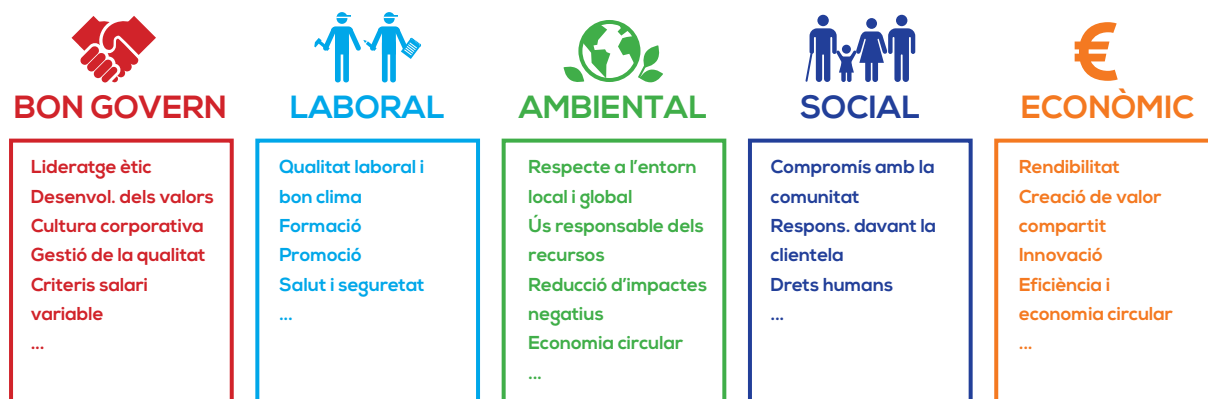 BON GOVERN
Lideratge ètic
Desenvol. dels valors
Cultura corporativa
Gestió de la qualitat
Criteris salari
variable
...
LABORAL
Qualitat laboral i
bon clima
Formació
Promoció
Salut i seguretat
...
AMBIENTAL
Respecte a l’entorn
local i global
Ús responsable dels
recursos
Reducció d’impactes
negatius
Economia circular
...
SOCIAL
Compromís amb la
comunitat
Respons. davant la
clientela
Drets humans
...
€
ECONÒMIC
Rendibilitat
Creació de valor
compartit
Innovació
Eficiència i
economia circular
...